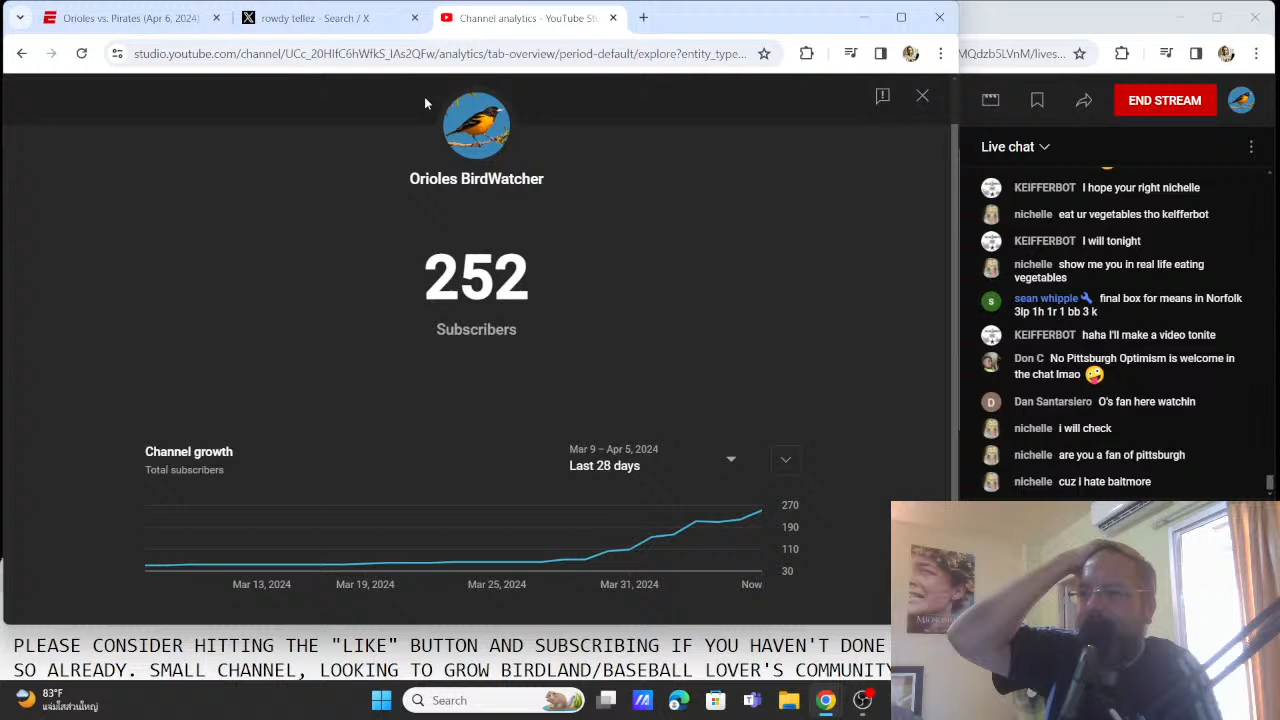 Orioles vs. Pirates (Apr 6, 2024)
rowdy tellez - Search / X
Channel analytics - YouTube St
studio.youtube.com/channel/UCc_20HIfC6hWfkS_lAs2QFw/analytics/tab-overview/period-default/explore?entity_type...
MQdzb5LVnM/lives...
END STREAM
Orioles BirdWatcher
252
Subscribers
Channel growth
Total subscribers
Mar 9 – Apr 5, 2024
Last 28 days
270
190
110
30
Mar 13, 2024
Mar 19, 2024
Mar 25, 2024
Mar 31, 2024
Now
Live chat
KEIFFERBOT I hope your right nichelle
nichelle eat ur vegetables tho kelfferbot
KEIFFERBOT I will tonight
nichelle show me you in real life eating
vegetables
sean whipple final box for means in Norfolk
3ip 1h 1r 1 bb 3 k
KEIFFERBOT haha I'll make a video tonite
Don C No Pittsburgh Optimism is welcome in
the chat lmao
D
Dan Santarsiero O's fan here watchin
nichelle i will check
nichelle are you a fan of pittsburgh
nichelle cuz i hate baltmore
PLEASE CONSIDER HITTING THE "LIKE" BUTTON AND SUBSCRIBING IF YOU HAVEN'T DONE
SO ALREADY. SMALL CHANNEL, LOOKING TO GROW BIRDLAND/BASEBALL LOVER'S COMMUNITY
83°F
Search